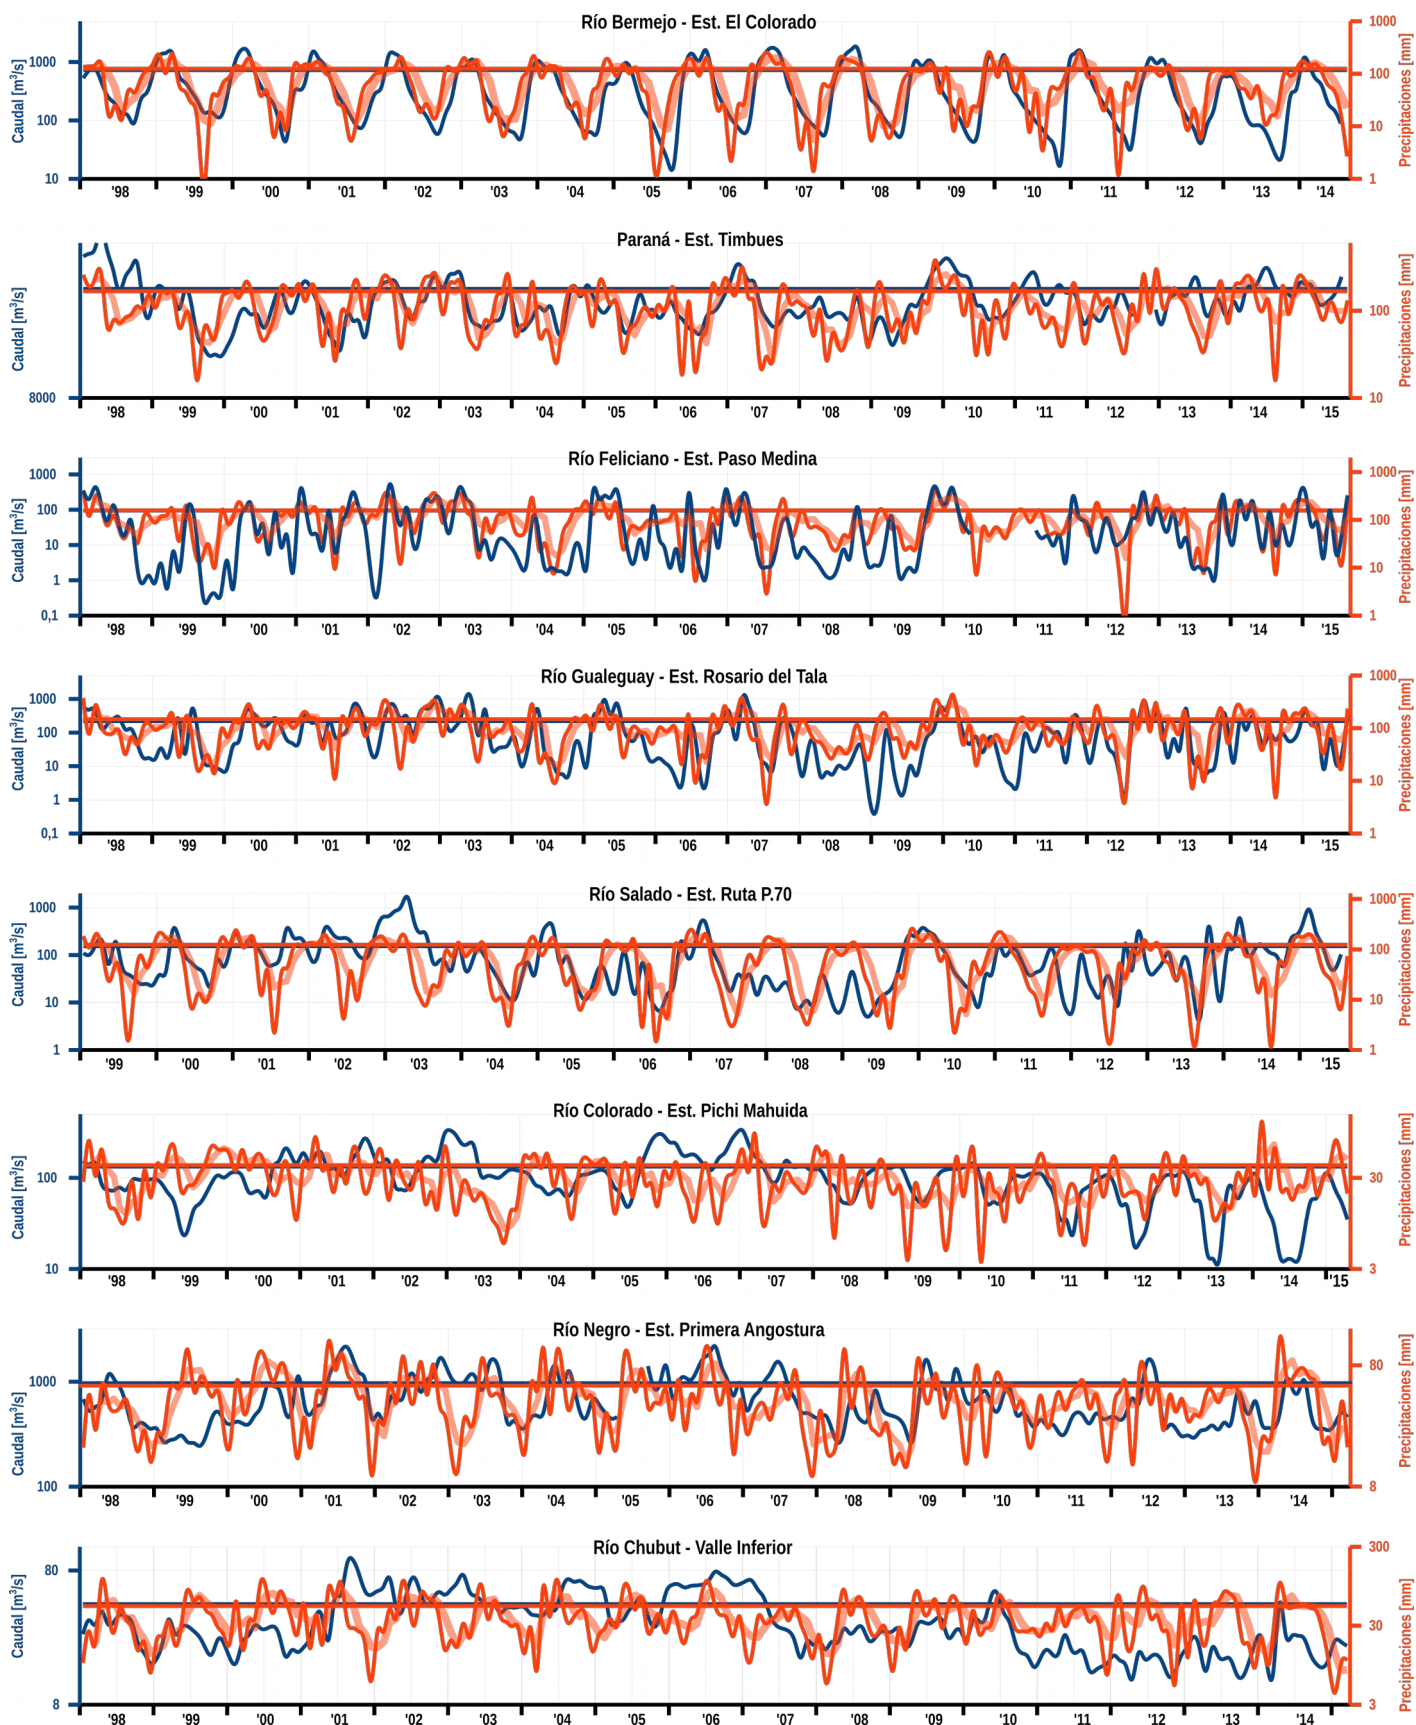 Río Bermejo - Est. El Colorado
Caudal [m³/s]
1000
100
10
1000
100
10
1
Precipitaciones [mm]
'98 '99 '00 '01 '02 '03 '04 '05 '06 '07 '08 '09 '10 '11 '12 '13 '14
Paraná - Est. Timbues
Caudal [m³/s]
8000
100
10
Precipitaciones [mm]
'98 '99 '00 '01 '02 '03 '04 '05 '06 '07 '08 '09 '10 '11 '12 '13 '14 '15
Río Feliciano - Est. Paso Medina
Caudal [m³/s]
1000
100
10
1
0,1
1000
100
10
1
Precipitaciones [mm]
'98 '99 '00 '01 '02 '03 '04 '05 '06 '07 '08 '09 '10 '11 '12 '13 '14 '15
Río Gualeguay - Est. Rosario del Tala
Caudal [m³/s]
1000
100
10
1
0,1
1000
100
10
1
Precipitaciones [mm]
'98 '99 '00 '01 '02 '03 '04 '05 '06 '07 '08 '09 '10 '11 '12 '13 '14 '15
Río Salado - Est. Ruta P.70
Caudal [m³/s]
1000
100
10
1
1000
100
10
1
Precipitaciones [mm]
'99 '00 '01 '02 '03 '04 '05 '06 '07 '08 '09 '10 '11 '12 '13 '14 '15
Río Colorado - Est. Pichi Mahuida
Caudal [m³/s]
100
10
30
3
Precipitaciones [mm]
'98 '99 '00 '01 '02 '03 '04 '05 '06 '07 '08 '09 '10 '11 '12 '13 '14 '15
Río Negro - Est. Primera Angostura
Caudal [m³/s]
1000
100
80
8
Precipitaciones [mm]
'98 '99 '00 '01 '02 '03 '04 '05 '06 '07 '08 '09 '10 '11 '12 '13 '14
Río Chubut - Valle Inferior
Caudal [m³/s]
80
8
300
30
3
Precipitaciones [mm]
'98 '99 '00 '01 '02 '03 '04 '05 '06 '07 '08 '09 '10 '11 '12 '13 '14